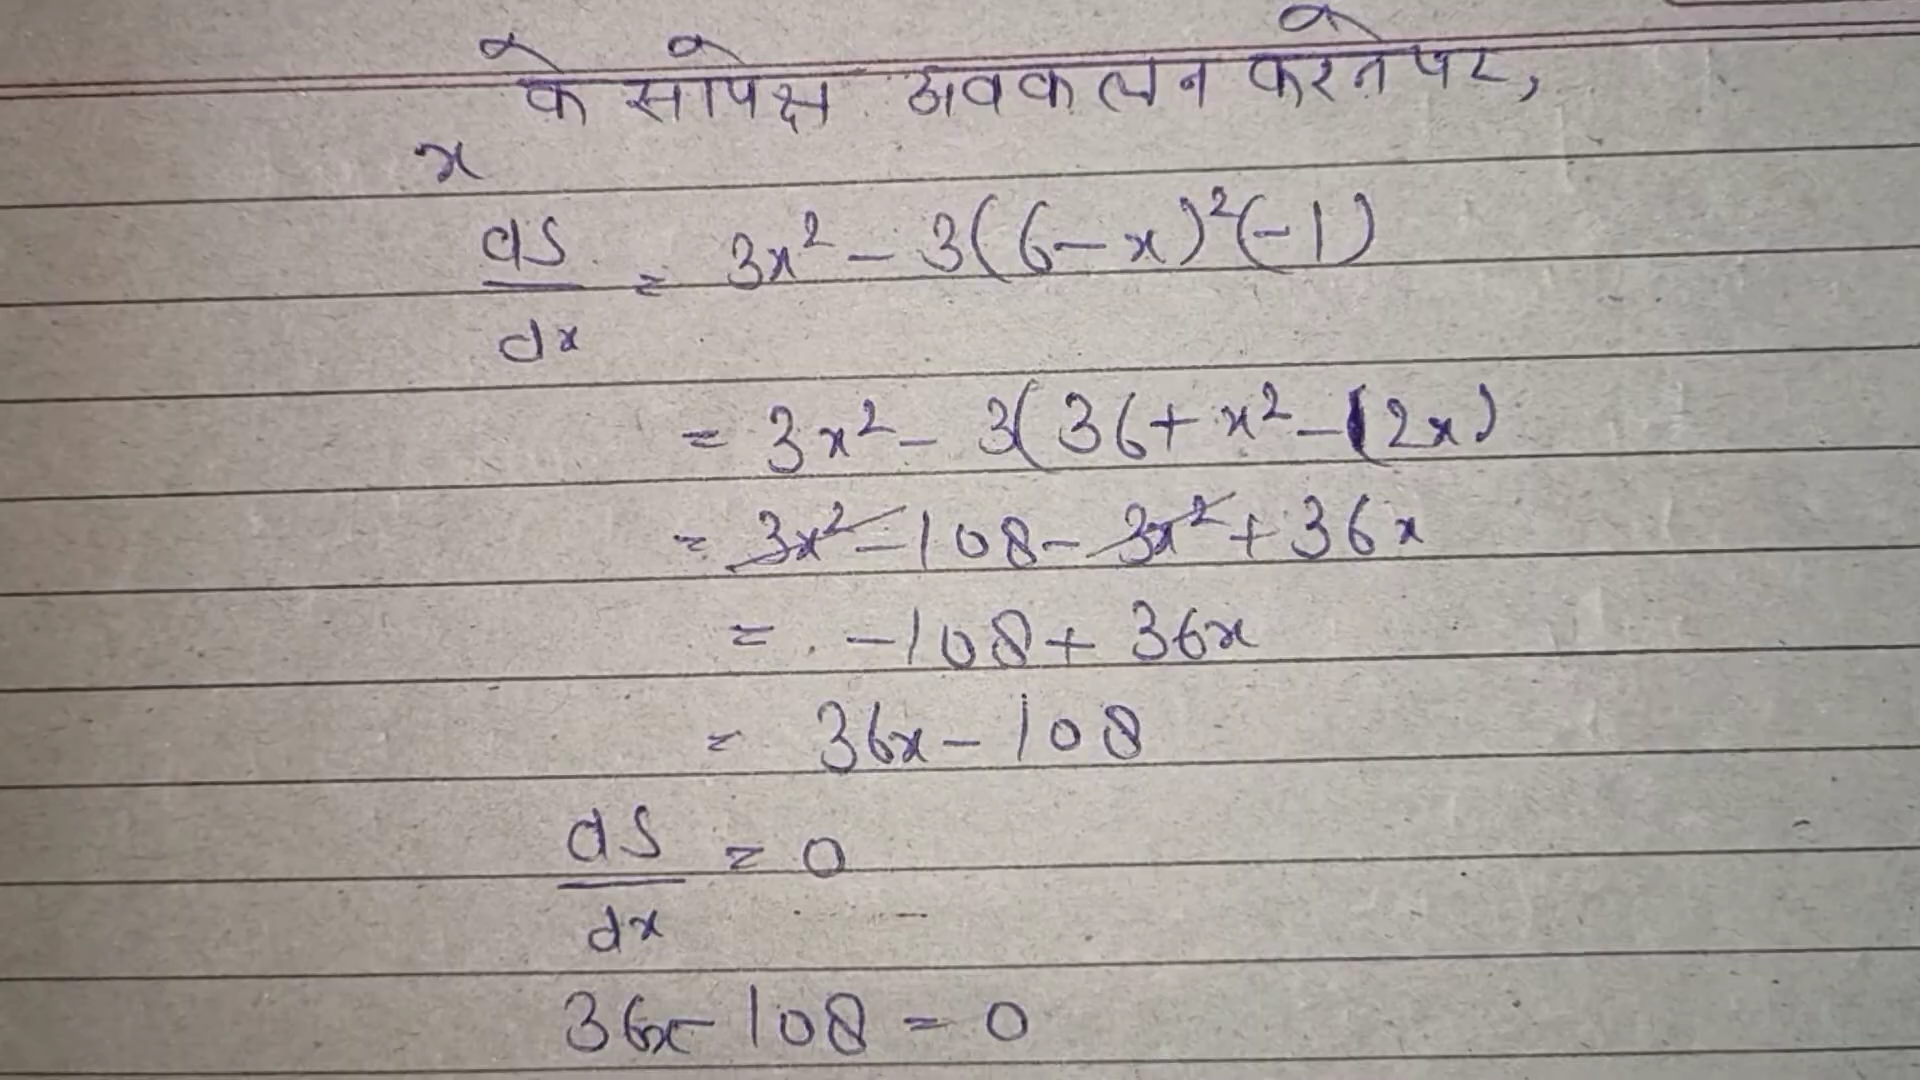 x के सापेक्ष अवकलन करने पर,
dS/dx = 3x² - 3(6-x)²(-1)
= 3x² - 3(36 + x² - 12x)
= 3x² - 108 - 3x² + 36x
= -108 + 36x
= 36x - 108
dS/dx = 0
36x - 108 = 0